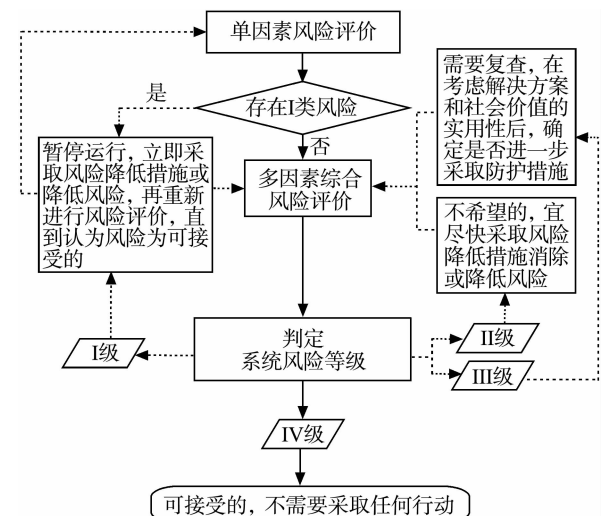 单因素风险评价
需要复查，在
考虑解决方案
和社会价值的
实用性后，确
定是否进一步
采取防护措施
是
存在I类风险
否
暂停运行，立即采
取风险降低措施或
降低风险，再重新
进行风险评价，直
到认为风险为可接
受的
多因素综合
风险评价
不希望的，宜
尽快采取风险
降低措施消除
或降低风险
判定
系统风险等级
I级
II级
III级
IV级
可接受的，不需要采取任何行动